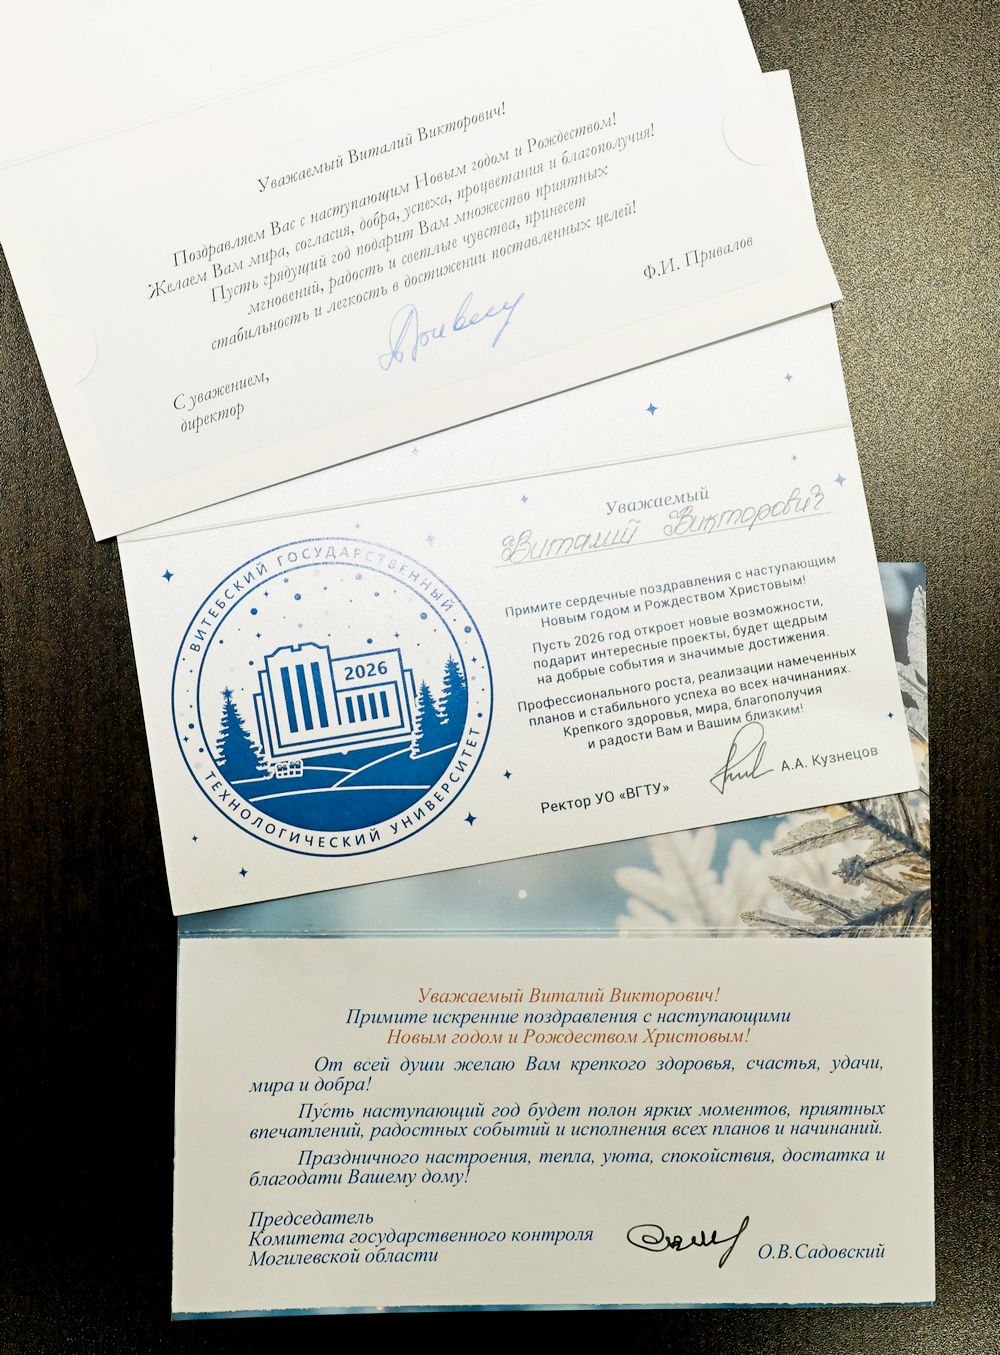 Уважаемый Виталий Викторович!
Поздравляем Вас с наступающим Новым годом и Рождеством!
Желаем Вам мира, согласия, добра, успеха, процветания и благополучия!
Пусть грядущий год подарит Вам множество приятных
мгновений, радость и светлые чувства, принесет
стабильность и легкость в достижении поставленных целей!
С уважением,
директор
Ф.И. Привалов
ВИТЕБСКИЙ ГОСУДАРСТВЕННЫЙ
ТЕХНОЛОГИЧЕСКИЙ УНИВЕРСИТЕТ
2026
Уважаемый
Виталий Викторович
Примите сердечные поздравления с наступающим
Новым годом и Рождеством Христовым!
Пусть 2026 год откроет новые возможности,
подарит интересные проекты, будет щедрым
на добрые события и значимые достижения.
Профессионального роста, реализации намеченных
планов и стабильного успеха во всех начинаниях.
Крепкого здоровья, мира, благополучия
и радости Вам и Вашим близким!
Ректор УО «ВГТУ» А.А. Кузнецов
Уважаемый Виталий Викторович!
Примите искренние поздравления с наступающими
Новым годом и Рождеством Христовым!
От всей души желаю Вам крепкого здоровья, счастья, удачи,
мира и добра!
Пусть наступающий год будет полон ярких моментов, приятных
впечатлений, радостных событий и исполнения всех планов и начинаний.
Праздничного настроения, тепла, уюта, спокойствия, достатка и
благодати Вашему дому!
Председатель
Комитета государственного контроля
Могилевской области
О.В.Садовский